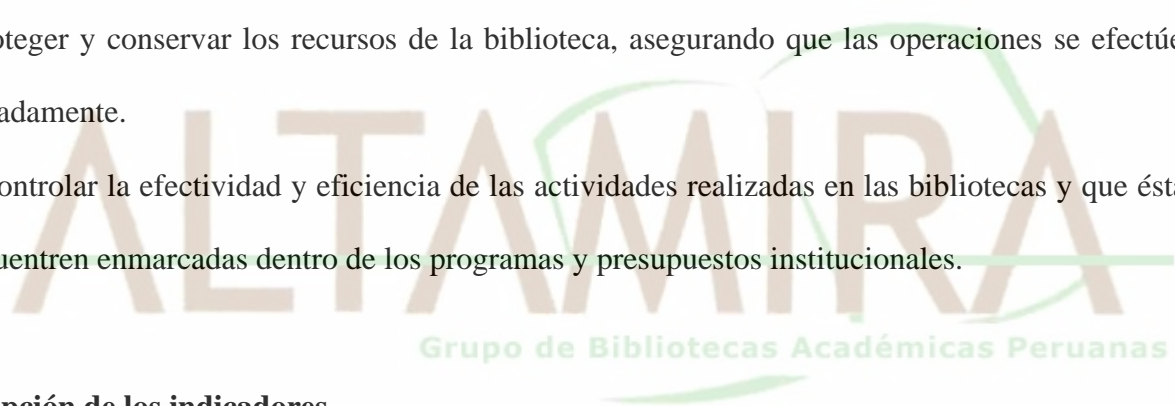 oteger y conservar los recursos de la biblioteca, asegurando que las operaciones se efectúe
adamente.
ontrolar la efectividad y eficiencia de las actividades realizadas en las bibliotecas y que ésta
uentren enmarcadas dentro de los programas y presupuestos institucionales.
ALTAMIRA
Grupo de Bibliotecas Académicas Peruanas
pción de los indicadores